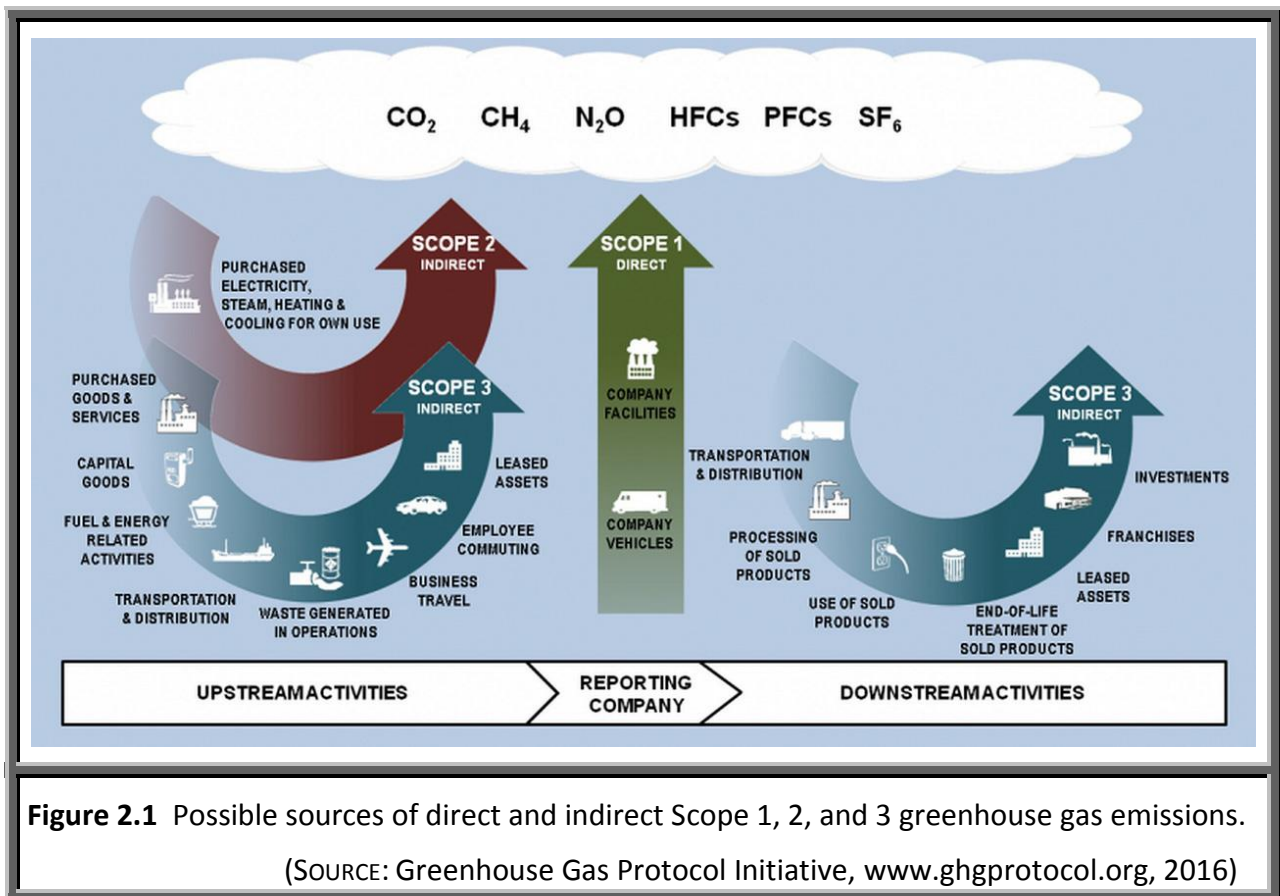 CO₂ CH₄ N₂O HFCs PFCs SF₆
SCOPE 2
INDIRECT
PURCHASED
ELECTRICITY,
STEAM, HEATING &
COOLING FOR OWN USE
SCOPE 1
DIRECT
COMPANY
FACILITIES
COMPANY
VEHICLES
SCOPE 3
INDIRECT
PURCHASED
GOODS &
SERVICES
CAPITAL
GOODS
FUEL & ENERGY
RELATED
ACTIVITIES
TRANSPORTATION
& DISTRIBUTION
WASTE GENERATED
IN OPERATIONS
BUSINESS
TRAVEL
EMPLOYEE
COMMUTING
LEASED
ASSETS
SCOPE 3
INDIRECT
TRANSPORTATION
& DISTRIBUTION
PROCESSING
OF SOLD
PRODUCTS
USE OF SOLD
PRODUCTS
END-OF-LIFE
TREATMENT OF
SOLD PRODUCTS
LEASED
ASSETS
FRANCHISES
INVESTMENTS
UPSTREAM ACTIVITIES
REPORTING
COMPANY
DOWNSTREAM ACTIVITIES
Figure 2.1 Possible sources of direct and indirect Scope 1, 2, and 3 greenhouse gas emissions.
(SOURCE: Greenhouse Gas Protocol Initiative, www.ghgprotocol.org, 2016)